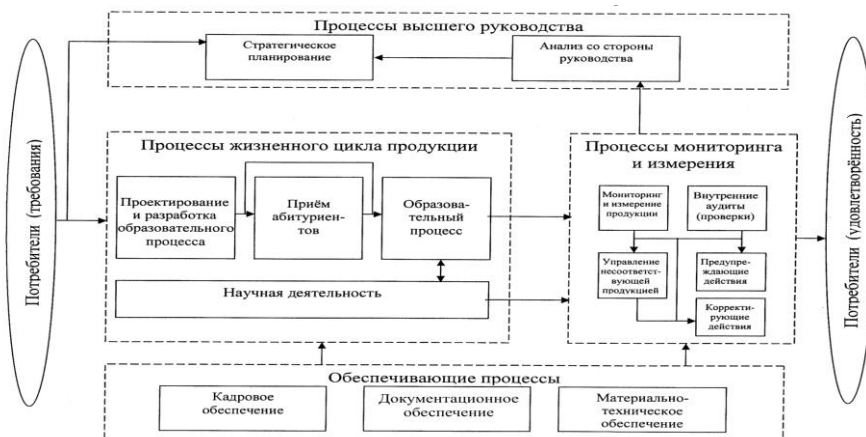 Процессы высшего руководства
Стратегическое
планирование
Анализ со стороны
руководства
Потребители (требования)
Процессы жизненного цикла продукции
Проектирование
и разработка
образовательного
процесса
Приём
абитуриен-
тов
Образова-
тельный
процесс
Научная деятельность
Процессы мониторинга
и измерения
Мониторинг
и измерение
продукции
Внутренние
аудиты
(проверки)
Управление
несоответст-
вующей
продукцией
Предупреж-
ждающие
действия
Корректи-
рующие
действия
Потребители (удовлетворённость)
Обеспечивающие процессы
Кадровое
обеспечение
Документационное
обеспечение
Материально-
техническое
обеспечение